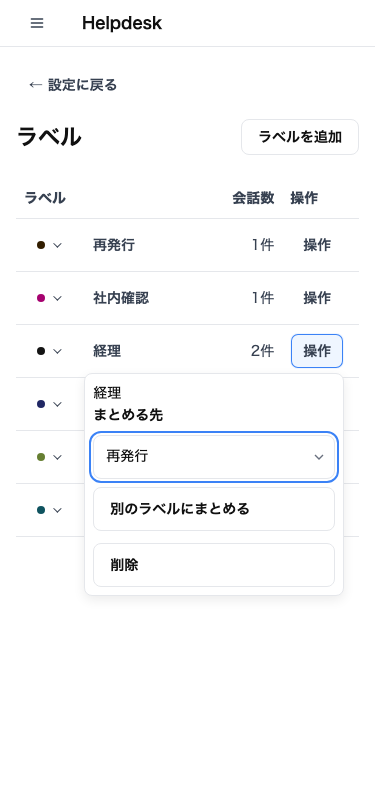 Helpdesk
← 設定に戻る
ラベル
ラベルを追加
ラベル 会話数 操作
再発行 1件 操作
社内確認 1件 操作
経理 2件 操作
経理
まとめる先
再発行
別のラベルにまとめる
削除